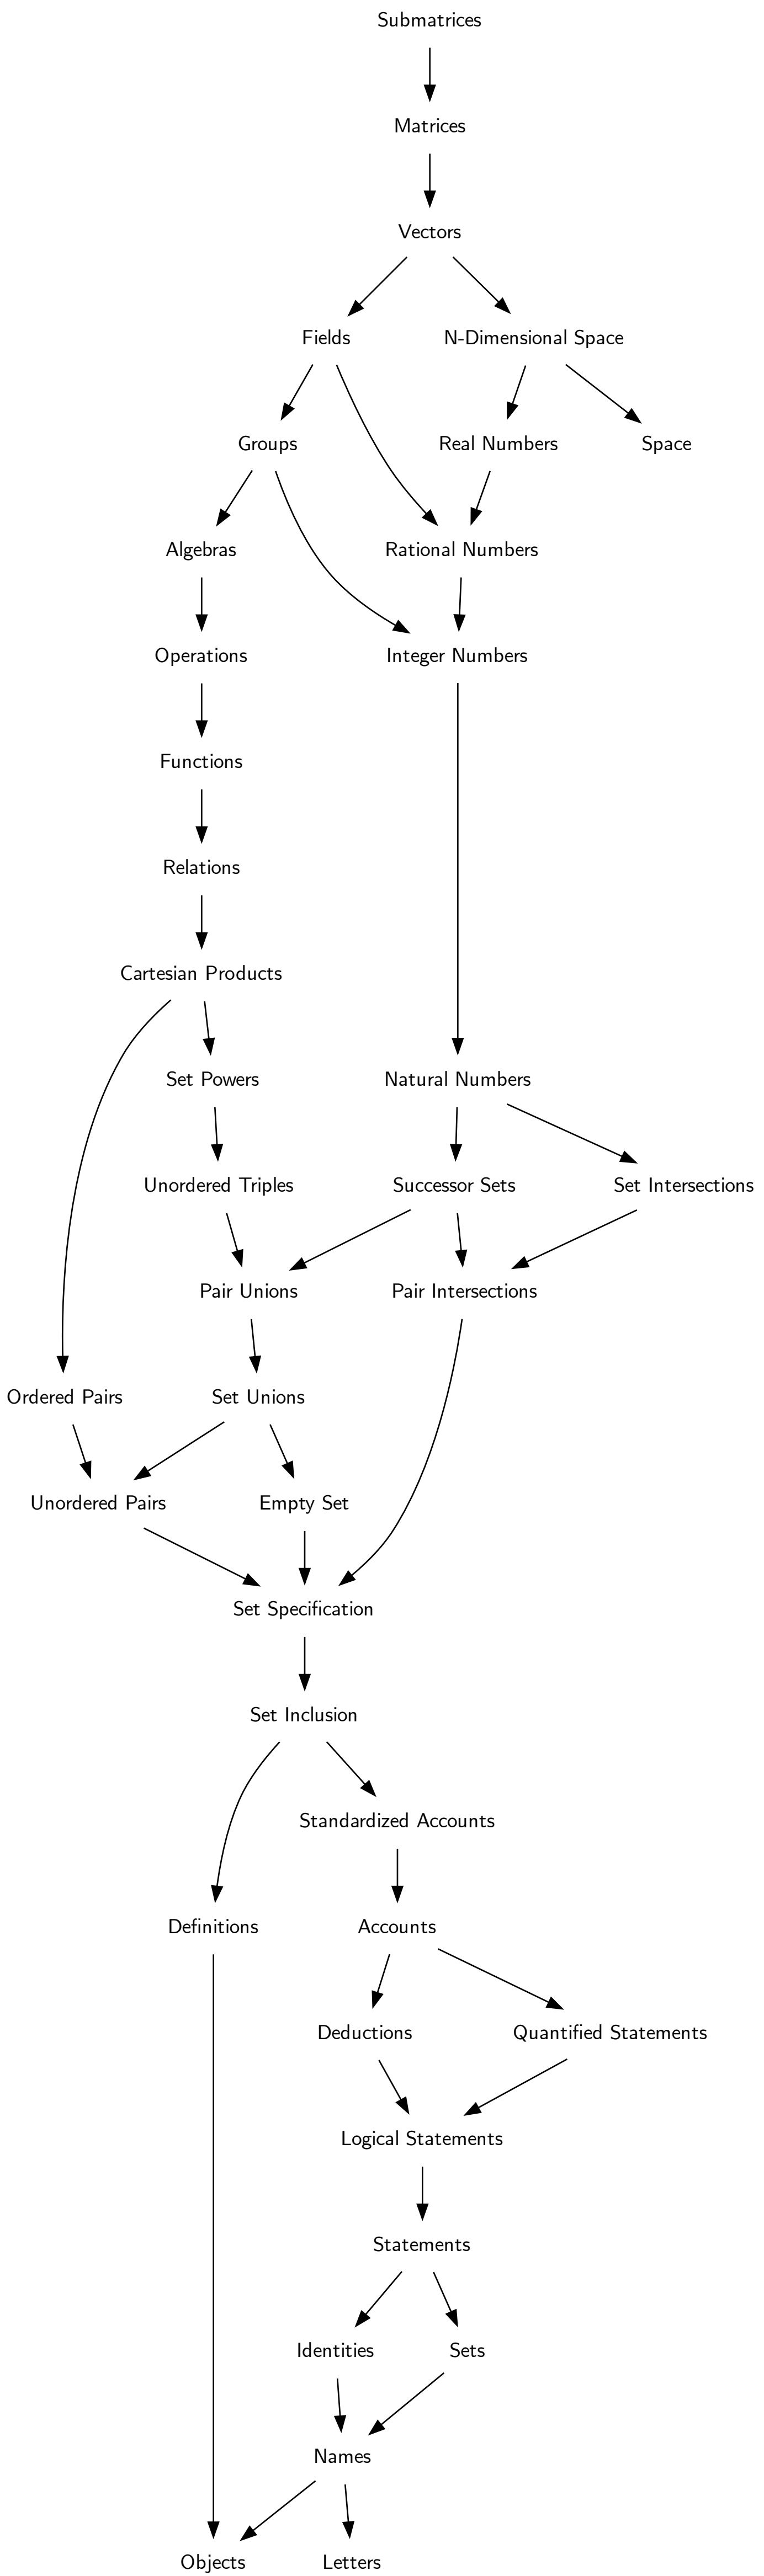 Submatrices
Matrices
Vectors
Fields
N-Dimensional Space
Groups
Real Numbers
Space
Algebras
Rational Numbers
Operations
Integer Numbers
Functions
Relations
Cartesian Products
Set Powers
Natural Numbers
Unordered Triples
Successor Sets
Set Intersections
Pair Unions
Pair Intersections
Ordered Pairs
Set Unions
Unordered Pairs
Empty Set
Set Specification
Set Inclusion
Standardized Accounts
Definitions
Accounts
Deductions
Quantified Statements
Logical Statements
Statements
Identities
Sets
Names
Objects
Letters